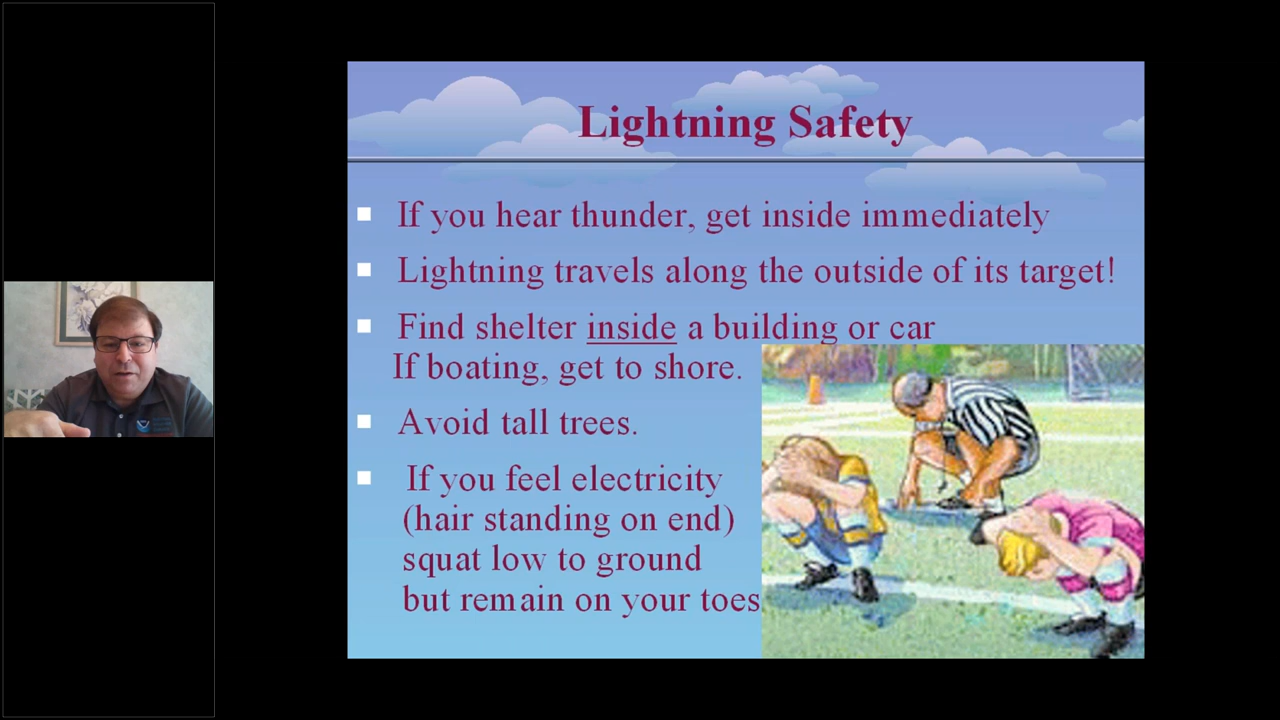 Lightning Safety
If you hear thunder, get inside immediately
Lightning travels along the outside of its target!
Find shelter inside a building or car
If boating, get to shore.
Avoid tall trees.
If you feel electricity
(hair standing on end)
squat low to ground
but remain on your toes